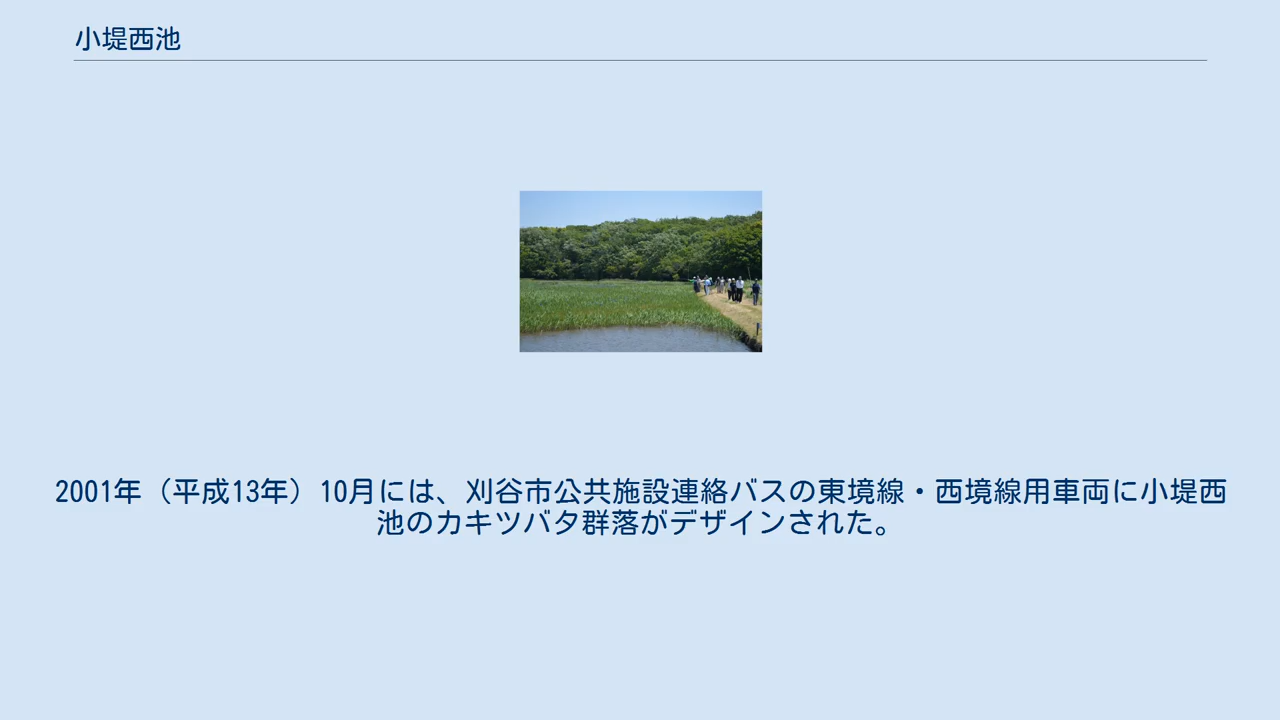 小堤西池
2001年（平成13年）10月には、刈谷市公共施設連絡バスの東境線・西境線用車両に小堤西
池のカキツバタ群落がデザインされた。